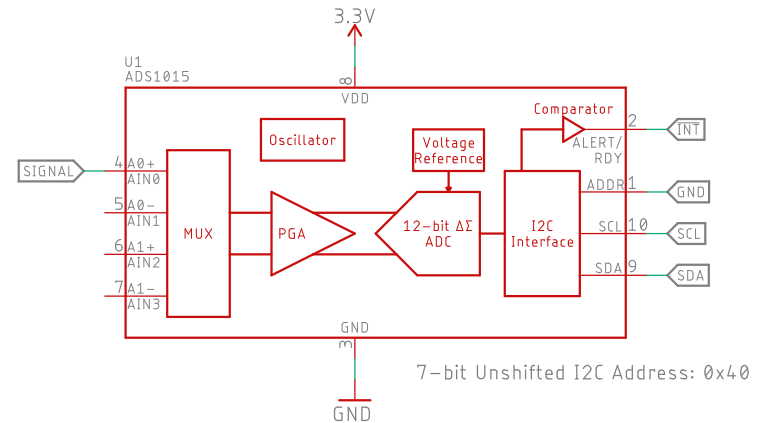 3.3V
U1
ADS1015
8
VDD
Comparator
Oscillator
Voltage
Reference
2
INT
ALERT/
RDY
SIGNAL
4
A0+
AIN0
ADDR
1
GND
5
A0-
AIN1
MUX
PGA
12-bit ΔΣ
ADC
I2C
Interface
SCL
10
SCL
6
A1+
AIN2
SDA
9
SDA
7
A1-
AIN3
GND
3
7-bit Unshifted I2C Address: 0x40
GND